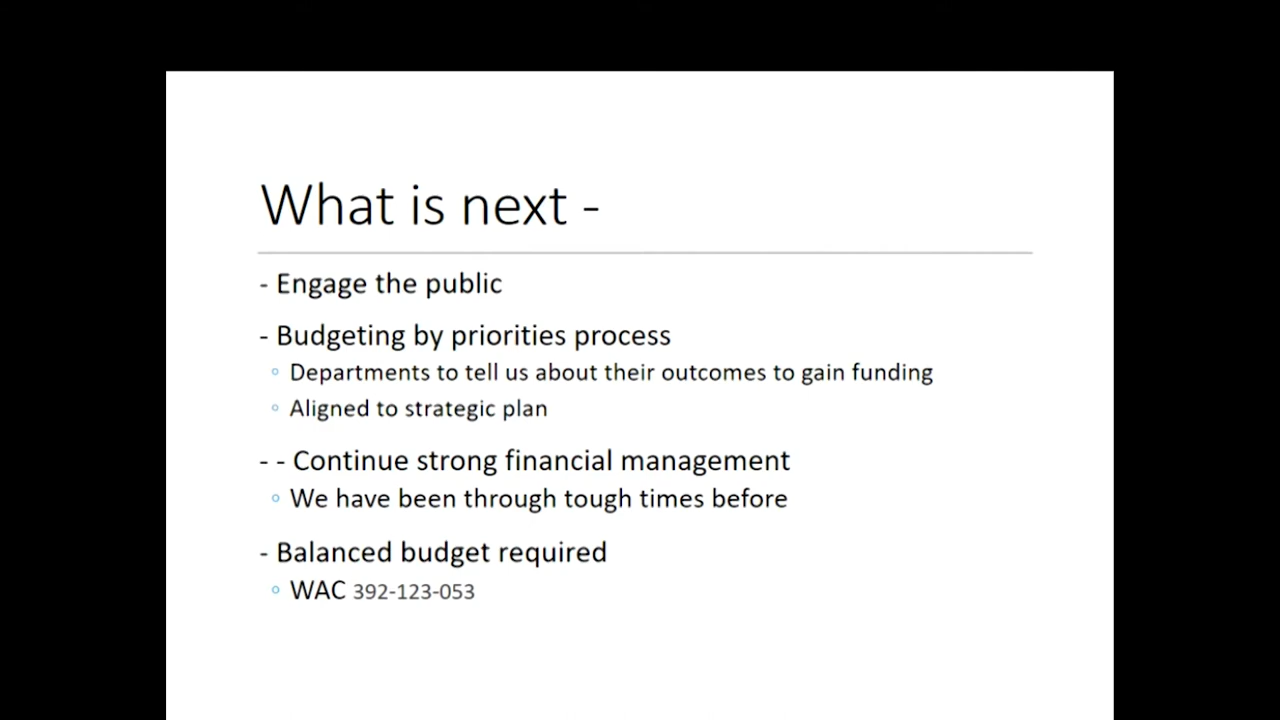 What is next -
- Engage the public
- Budgeting by priorities process
◦ Departments to tell us about their outcomes to gain funding
◦ Aligned to strategic plan
- - Continue strong financial management
◦ We have been through tough times before
- Balanced budget required
◦ WAC 392-123-053